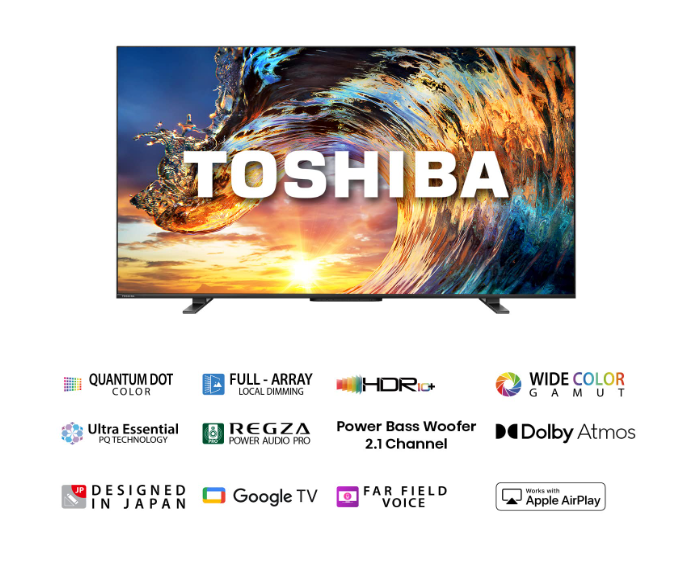 TOSHIBA
QUANTUM DOT
COLOR
FULL - ARRAY
LOCAL DIMMING
HDR10+
WIDE COLOR
GAMUT
Ultra Essential
PQ TECHNOLOGY
PRO
REGZA
POWER AUDIO PRO
Power Bass Woofer
2.1 Channel
Dolby Atmos
JP
DESIGNED
IN JAPAN
Google TV
FAR FIELD
VOICE
Works with
Apple AirPlay